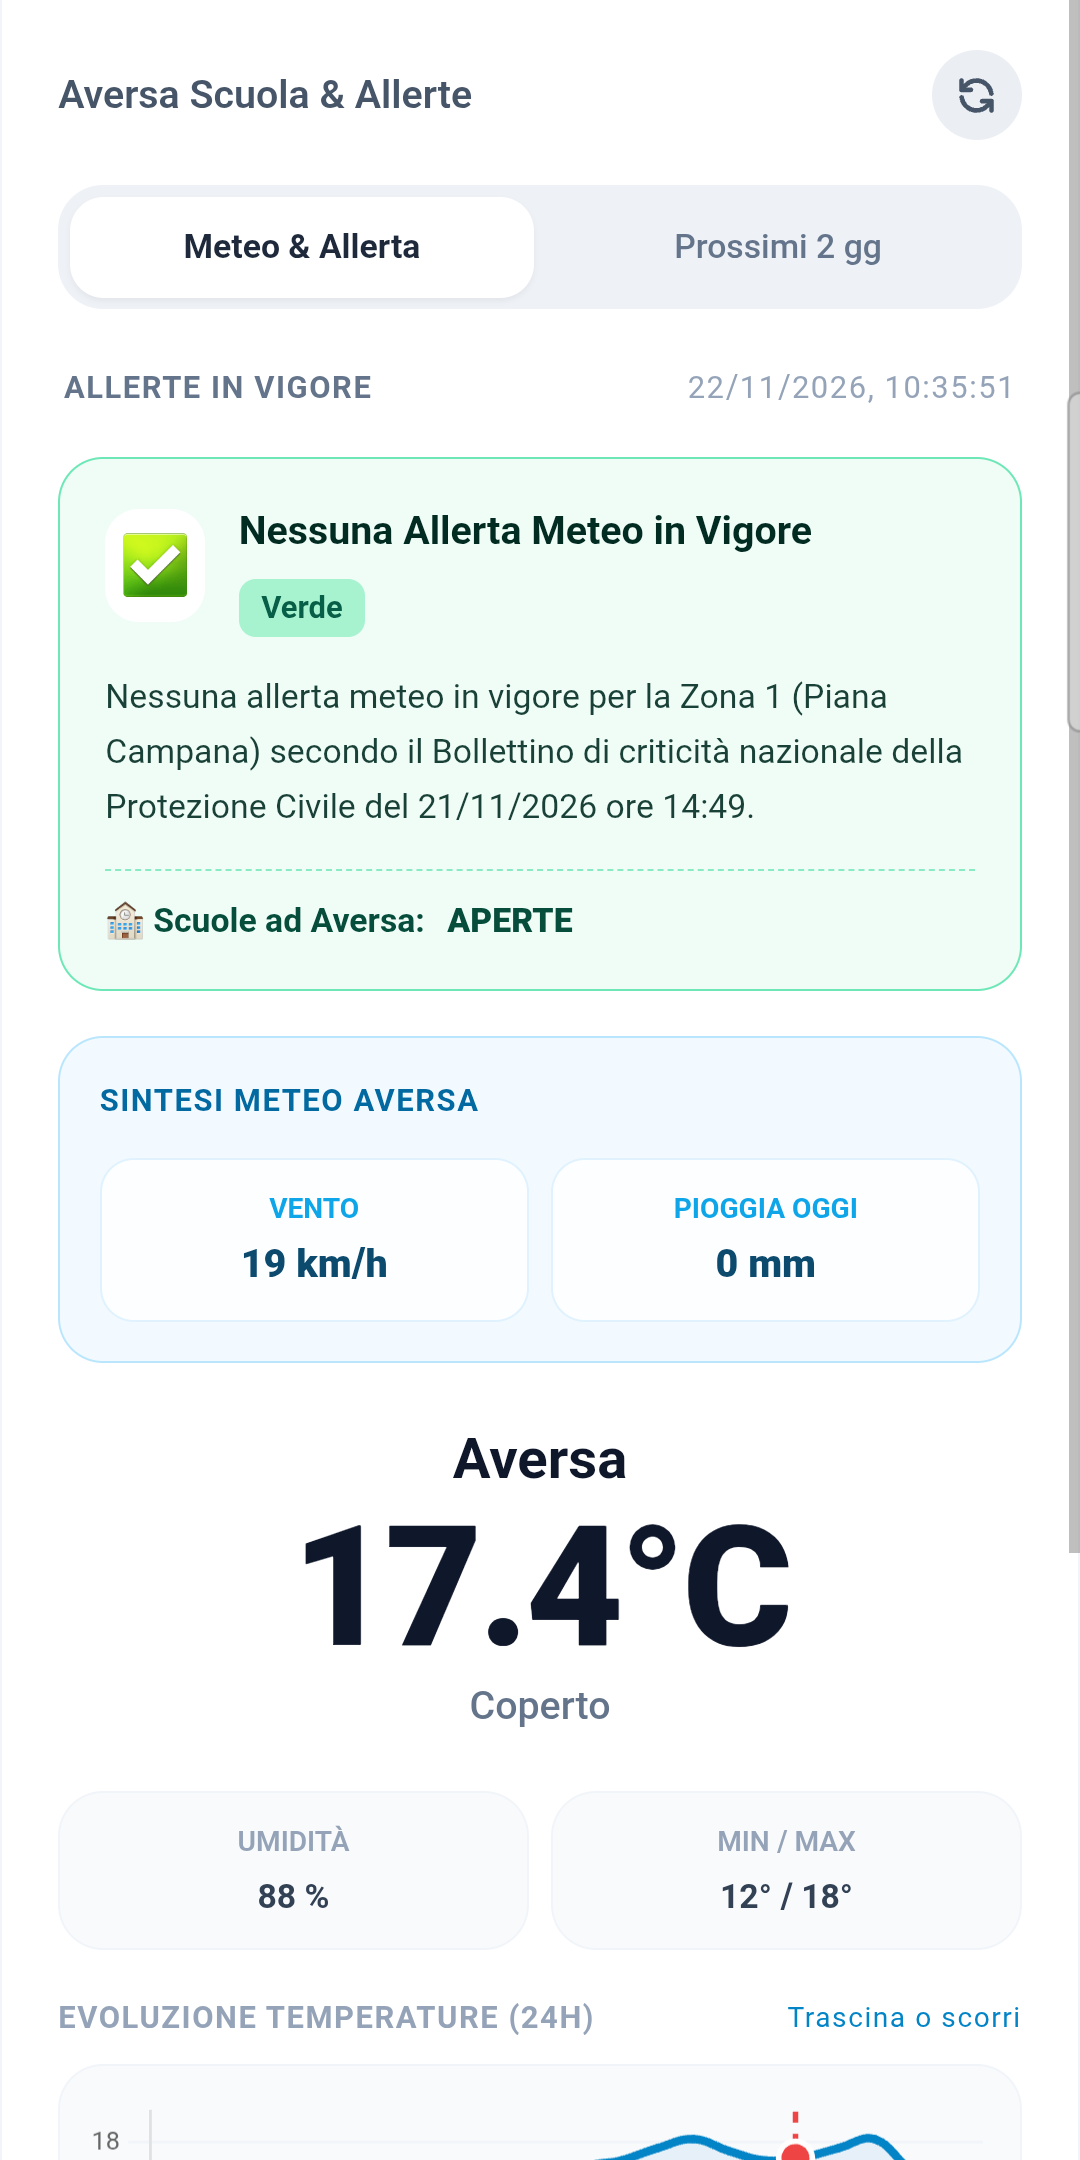 Aversa Scuola & Allerte
Meteo & Allerta
Prossimi 2 gg
ALLERTE IN VIGORE
22/11/2026, 10:35:51
Nessuna Allerta Meteo in Vigore
Verde
Nessuna allerta meteo in vigore per la Zona 1 (Piana
Campana) secondo il Bollettino di criticità nazionale della
Protezione Civile del 21/11/2026 ore 14:49.
Scuole ad Aversa: APERTE
SINTESI METEO AVERSA
VENTO
19 km/h
PIOGGIA OGGI
0 mm
Aversa
17.4°C
Coperto
UMIDITÀ
88 %
MIN / MAX
12° / 18°
EVOLUZIONE TEMPERATURE (24H)
Trascina o scorri
18